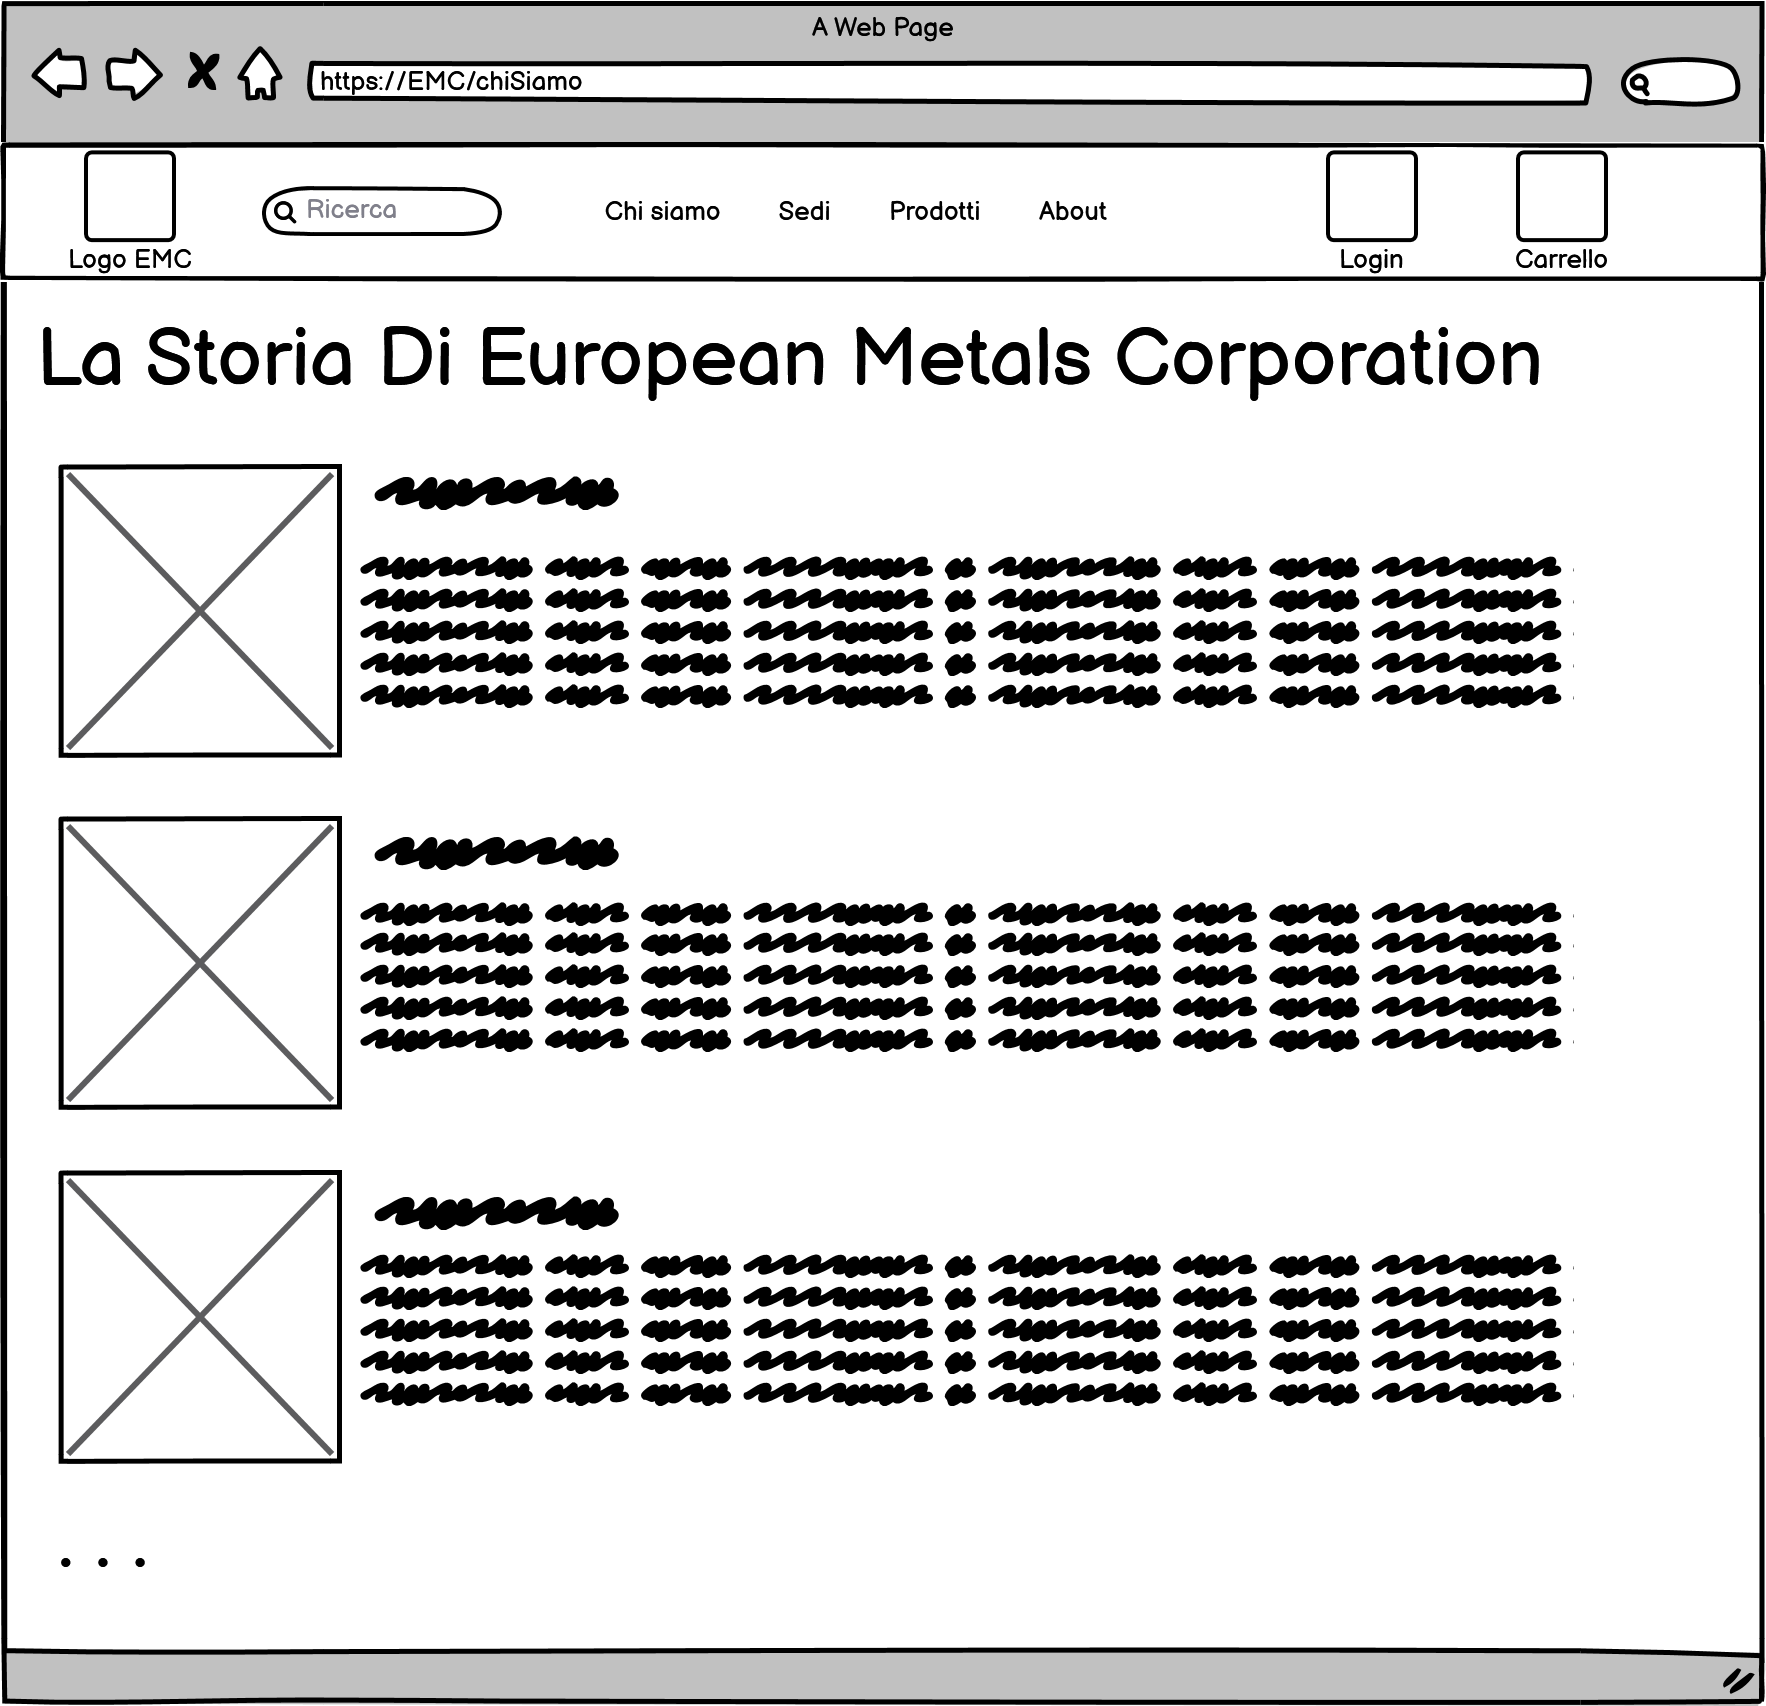 A Web Page
https://EMC/chiSiamo
Ricerca
Chi siamo
Sedi
Prodotti
About
Logo EMC
Login
Carrello
La Storia Di European Metals Corporation
. . .